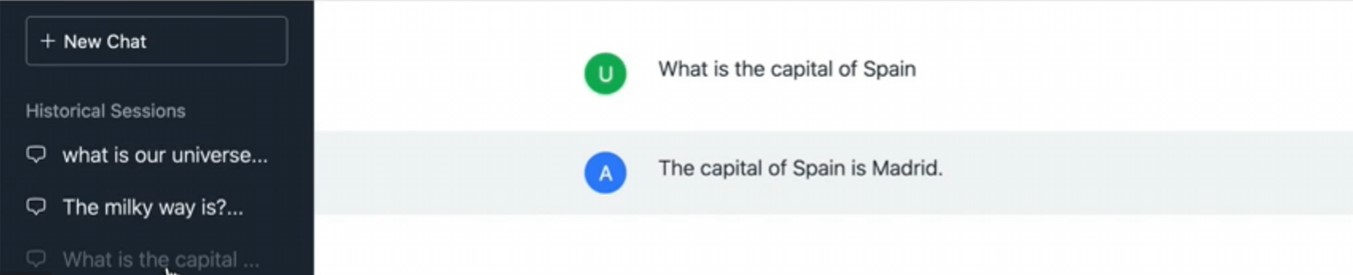 + New Chat
Historical Sessions
what is our universe...
The milky way is?...
What is the capital ...
U
What is the capital of Spain
A
The capital of Spain is Madrid.